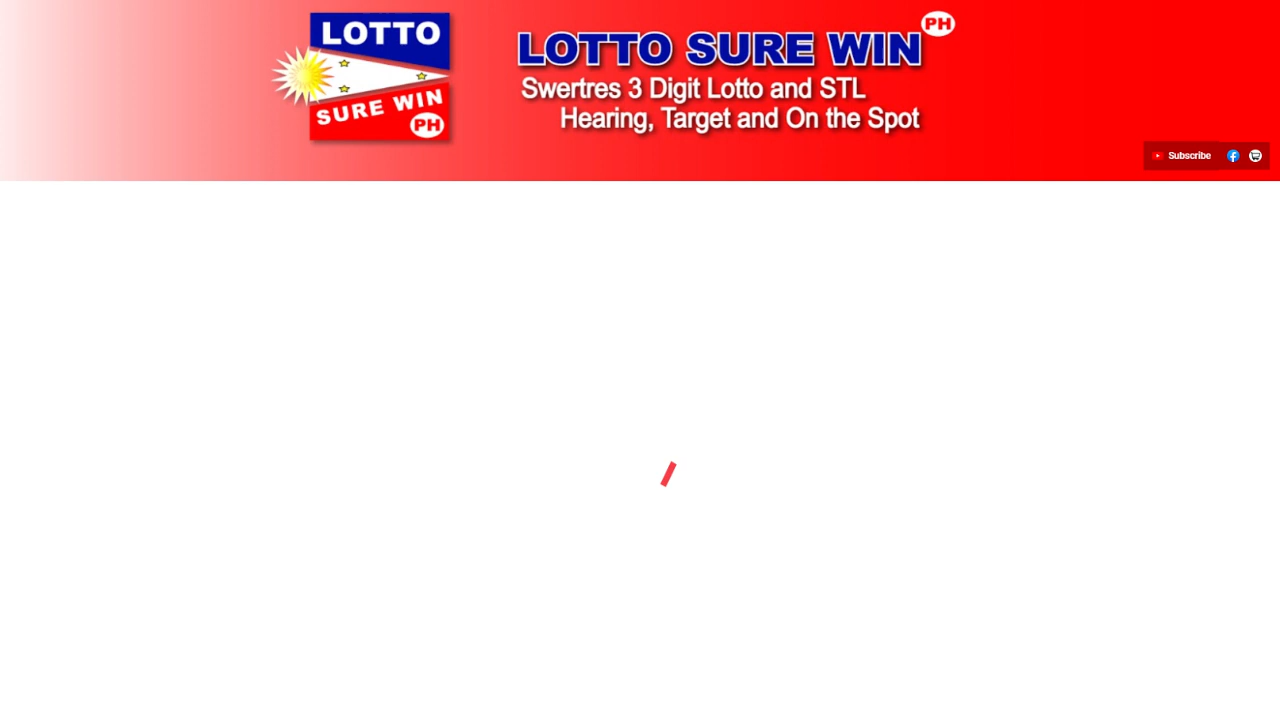 LOTTO
SURE WIN
PH
LOTTO SURE WIN PH
Swertres 3 Digit Lotto and STL
Hearing, Target and On the Spot
Subscribe